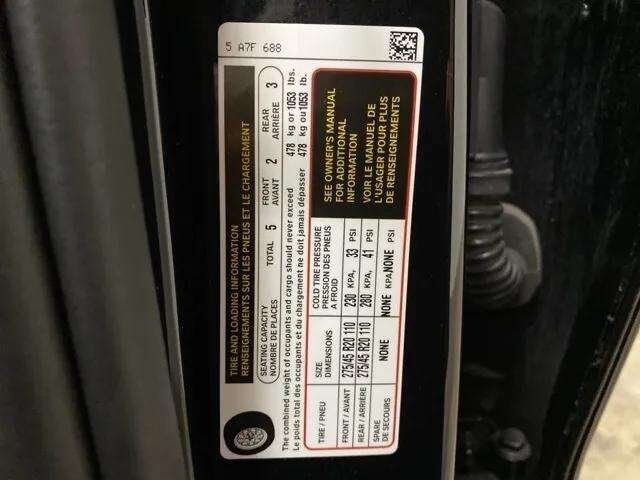 5 A7F 688
TIRE AND LOADING INFORMATION
RENSEIGNEMENTS SUR LES PNEUS ET LE CHARGEMENT
SEATING CAPACITY
NOMBRE DE PLACES
TOTAL 5
FRONT
AVANT
2
REAR
ARRIÈRE
3
The combined weight of occupants and cargo should never exceed 478 kg or 1053 lbs.
Le poids total des occupants et du chargement ne doit jamais dépasser 478 kg ou 1053 lb.
TIRE / PNEU
SIZE
DIMENSIONS
COLD TIRE PRESSURE
PRESSION DES PNEUS
A FROID
FRONT / AVANT 275/45 R20 110 230 KPA, 33 PSI
REAR / ARRIÈRE 275/45 R20 110 280 KPA, 41 PSI
SPARE
DE SECOURS
NONE NONE KPA,NONE PSI
SEE OWNER'S MANUAL
FOR ADDITIONAL
INFORMATION
VOIR LE MANUEL DE
L'USAGER POUR PLUS
DE RENSEIGNEMENTS